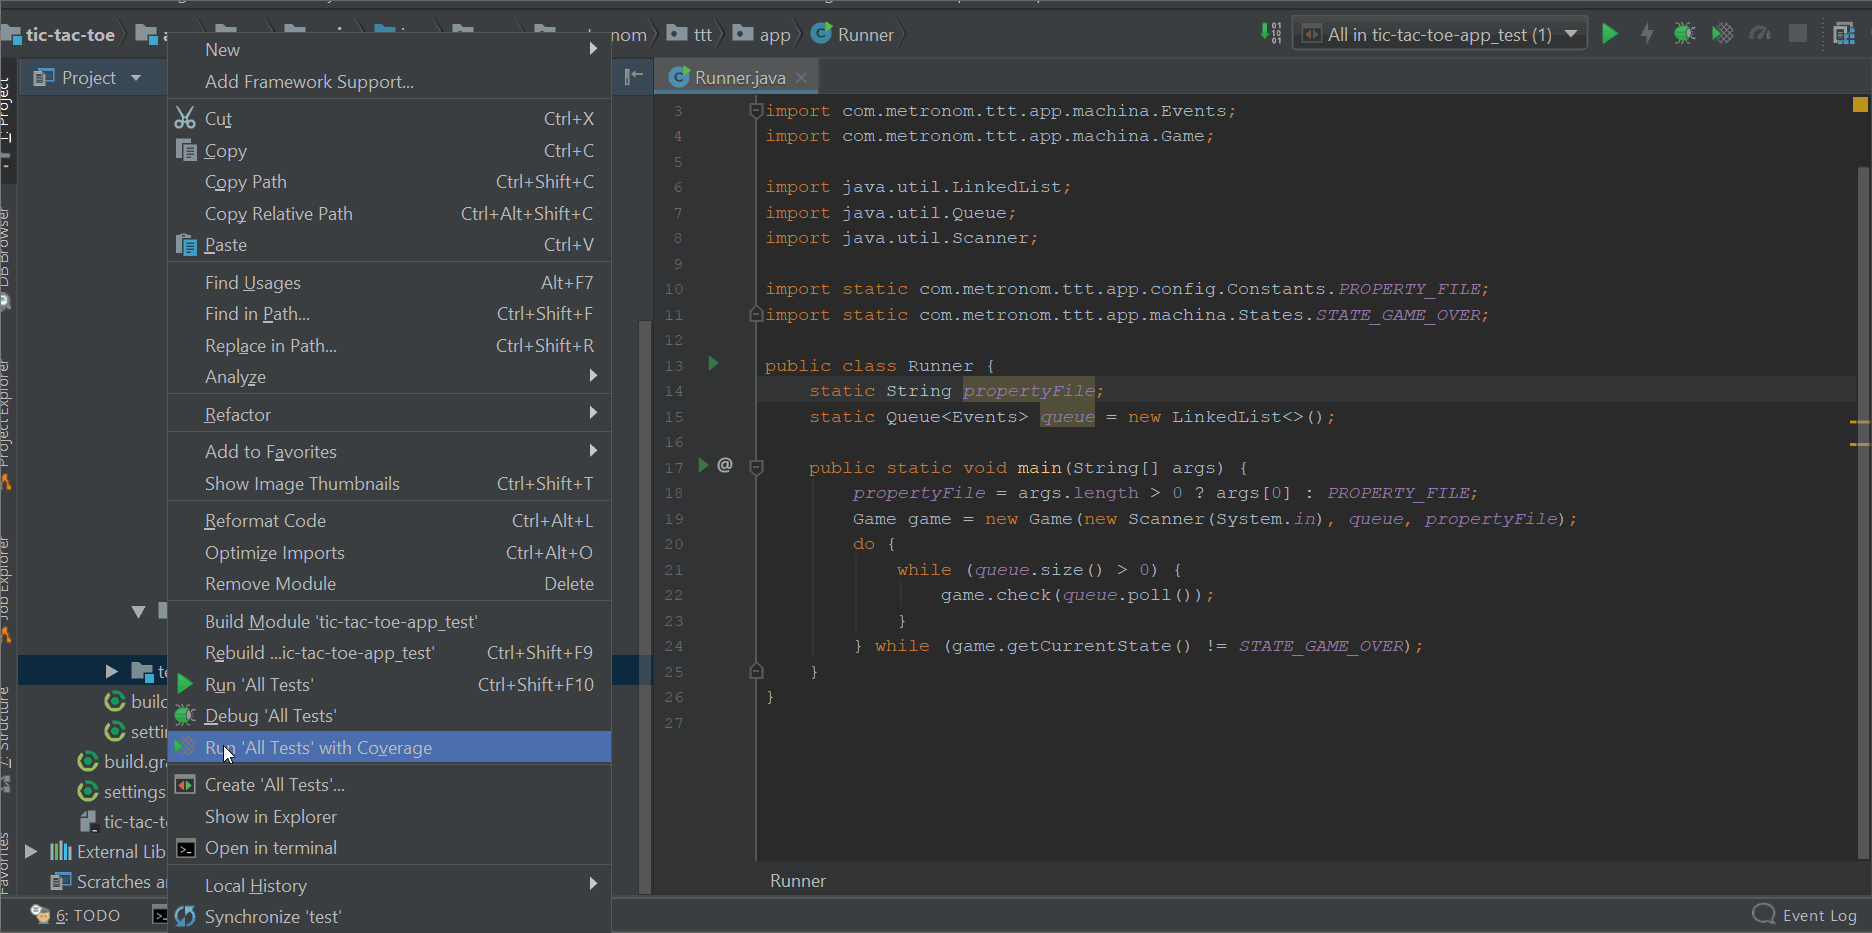 tic-tac-toe
nom
ttt
app
Runner
All in tic-tac-toe-app_test (1)
Project
Runner.java
New
Add Framework Support...
Cut Ctrl+X
Copy Ctrl+C
Copy Path Ctrl+Shift+C
Copy Relative Path Ctrl+Alt+Shift+C
Paste Ctrl+V
Find Usages Alt+F7
Find in Path... Ctrl+Shift+F
Replace in Path... Ctrl+Shift+R
Analyze
Refactor
Add to Favorites
Show Image Thumbnails Ctrl+Shift+T
Reformat Code Ctrl+Alt+L
Optimize Imports Ctrl+Alt+O
Remove Module Delete
Build Module 'tic-tac-toe-app_test'
Rebuild ...ic-tac-toe-app_test' Ctrl+Shift+F9
Run 'All Tests' Ctrl+Shift+F10
Debug 'All Tests'
Run 'All Tests' with Coverage
Create 'All Tests'...
Show in Explorer
Open in terminal
Local History
Synchronize 'test'
1: Project
DB Browser
Project Explorer
Job Explorer
7: Structure
Favorites
te
build
settin
build.gra
settings
tic-tac-t
External Lib
Scratches a
6: TODO
3 import com.metronom.ttt.app.machina.Events;
4 import com.metronom.ttt.app.machina.Game;
5
6 import java.util.LinkedList;
7 import java.util.Queue;
8 import java.util.Scanner;
9
10 import static com.metronom.ttt.app.config.Constants.PROPERTY_FILE;
11 import static com.metronom.ttt.app.machina.States.STATE_GAME_OVER;
12
13 public class Runner {
14 static String propertyFile;
15 static Queue<Events> queue = new LinkedList<>();
16
17 @ public static void main(String[] args) {
18 propertyFile = args.length > 0 ? args[0] : PROPERTY_FILE;
19 Game game = new Game(new Scanner(System.in), queue, propertyFile);
20 do {
21 while (queue.size() > 0) {
22 game.check(queue.poll());
23 }
24 } while (game.getCurrentState() != STATE_GAME_OVER);
25 }
26 }
27
Runner
Event Log